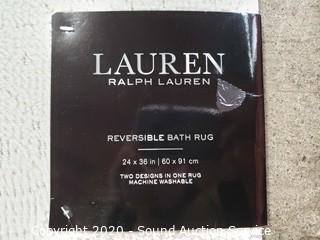 LAUREN
RALPH LAUREN
REVERSIBLE BATH RUG
24 x 36 in | 60 x 91 cm
TWO DESIGNS IN ONE RUG
MACHINE WASHABLE
Copyright 2020 - Sound Auction Service